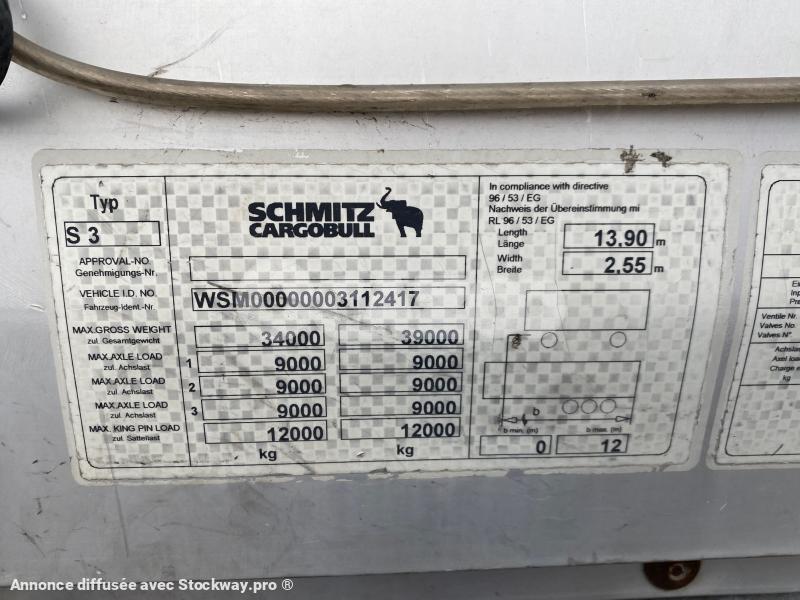 Typ
S 3
SCHMITZ
CARGOBULL
APPROVAL-NO.
Genehmigungs-Nr.
VEHICLE I.D. NO.
Fahrzeug-ident.-Nr.
WSM00000003112417
MAX.GROSS WEIGHT
zul. Gesamtgewicht
34000 39000
MAX.AXLE LOAD
zul. Achslast
1 9000 9000
MAX.AXLE LOAD
zul. Achslast
2 9000 9000
MAX.AXLE LOAD
zul. Achslast
3 9000 9000
MAX. KING PIN LOAD
zul. Sattellast
12000 12000
kg kg
In compliance with directive
96 / 53 / EG
Nachweis der Übereinstimmung mi
RL 96 / 53 / EG
Length
Länge
13,90 m
Width
Breite
2,55 m
b
b min. (m) b max. (m)
0 12
Ventile Nr.
Valves No.
Valves N°
Achslas
Axel load
Charge e
kg
Annonce diffusée avec Stockway.pro ®